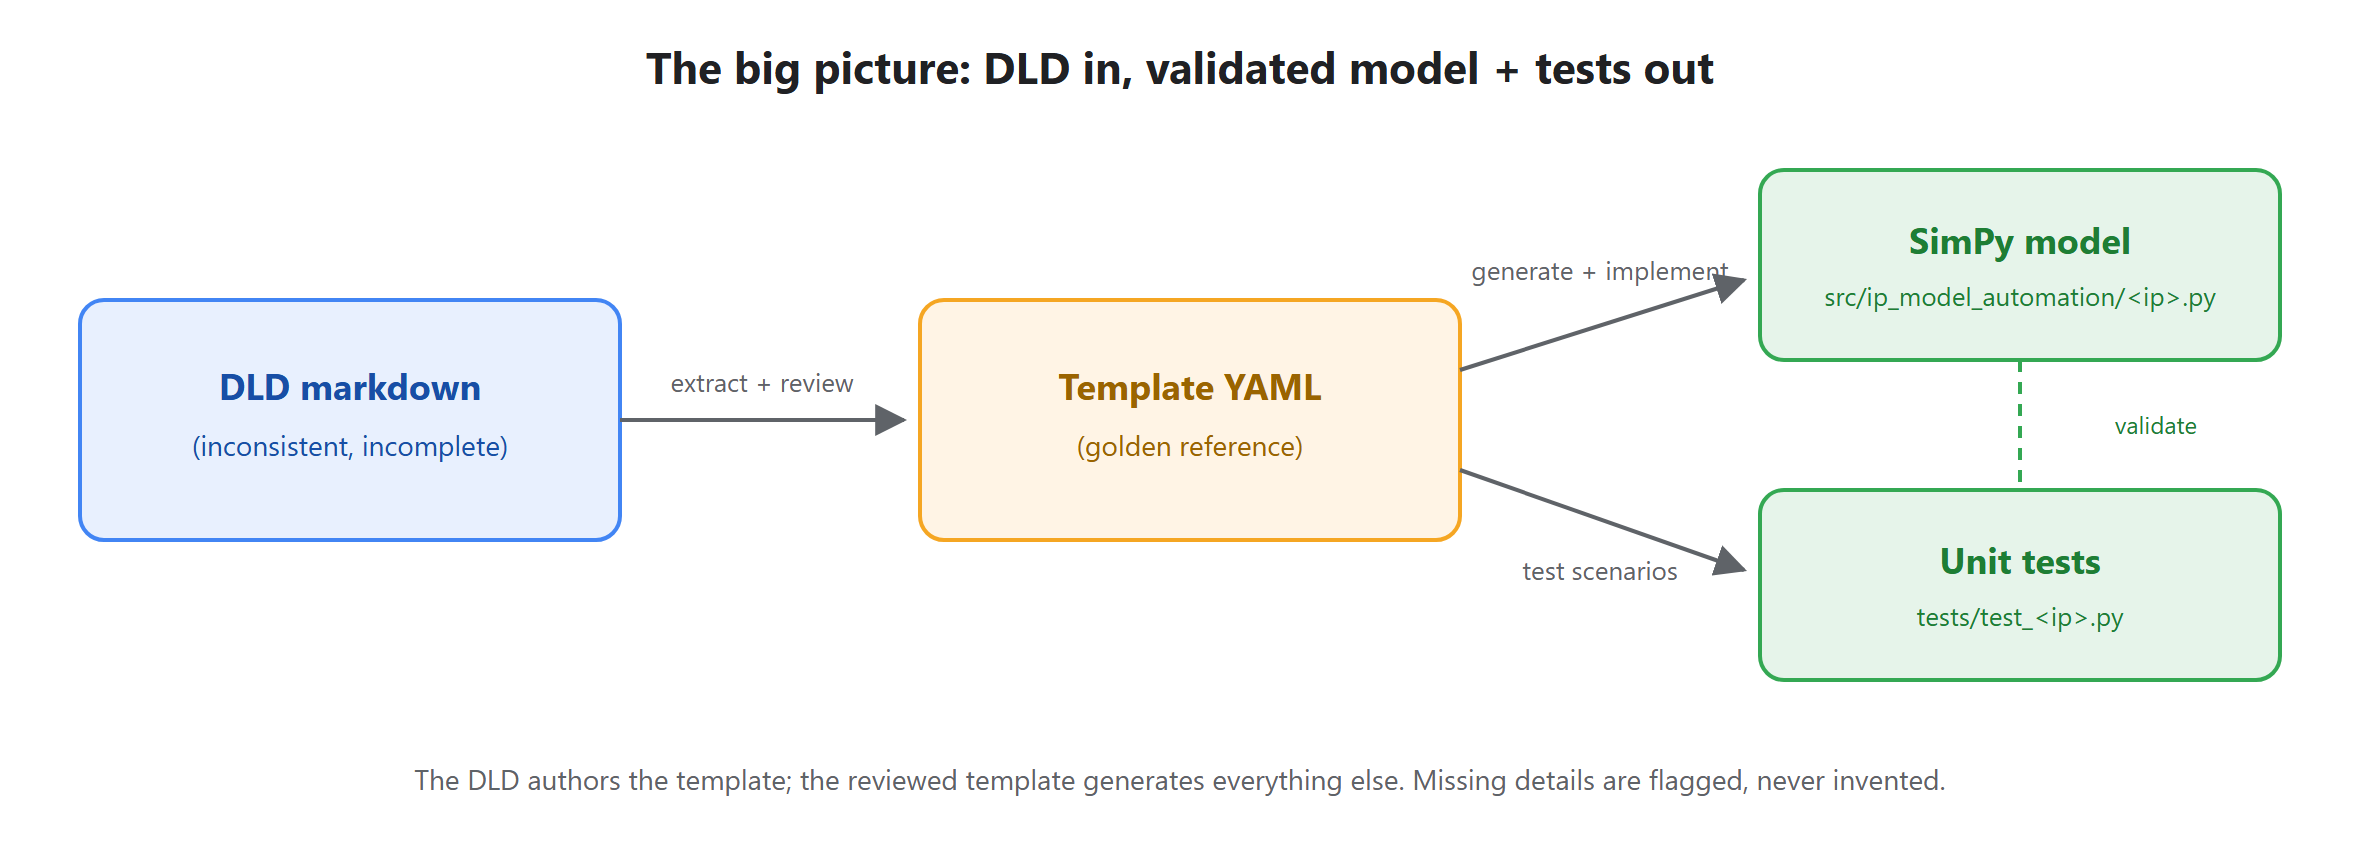 The big picture: DLD in, validated model + tests out
DLD markdown
(inconsistent, incomplete)
extract + review
Template YAML
(golden reference)
generate + implement
test scenarios
SimPy model
src/ip_model_automation/<ip>.py
validate
Unit tests
tests/test_<ip>.py
The DLD authors the template; the reviewed template generates everything else. Missing details are flagged, never invented.